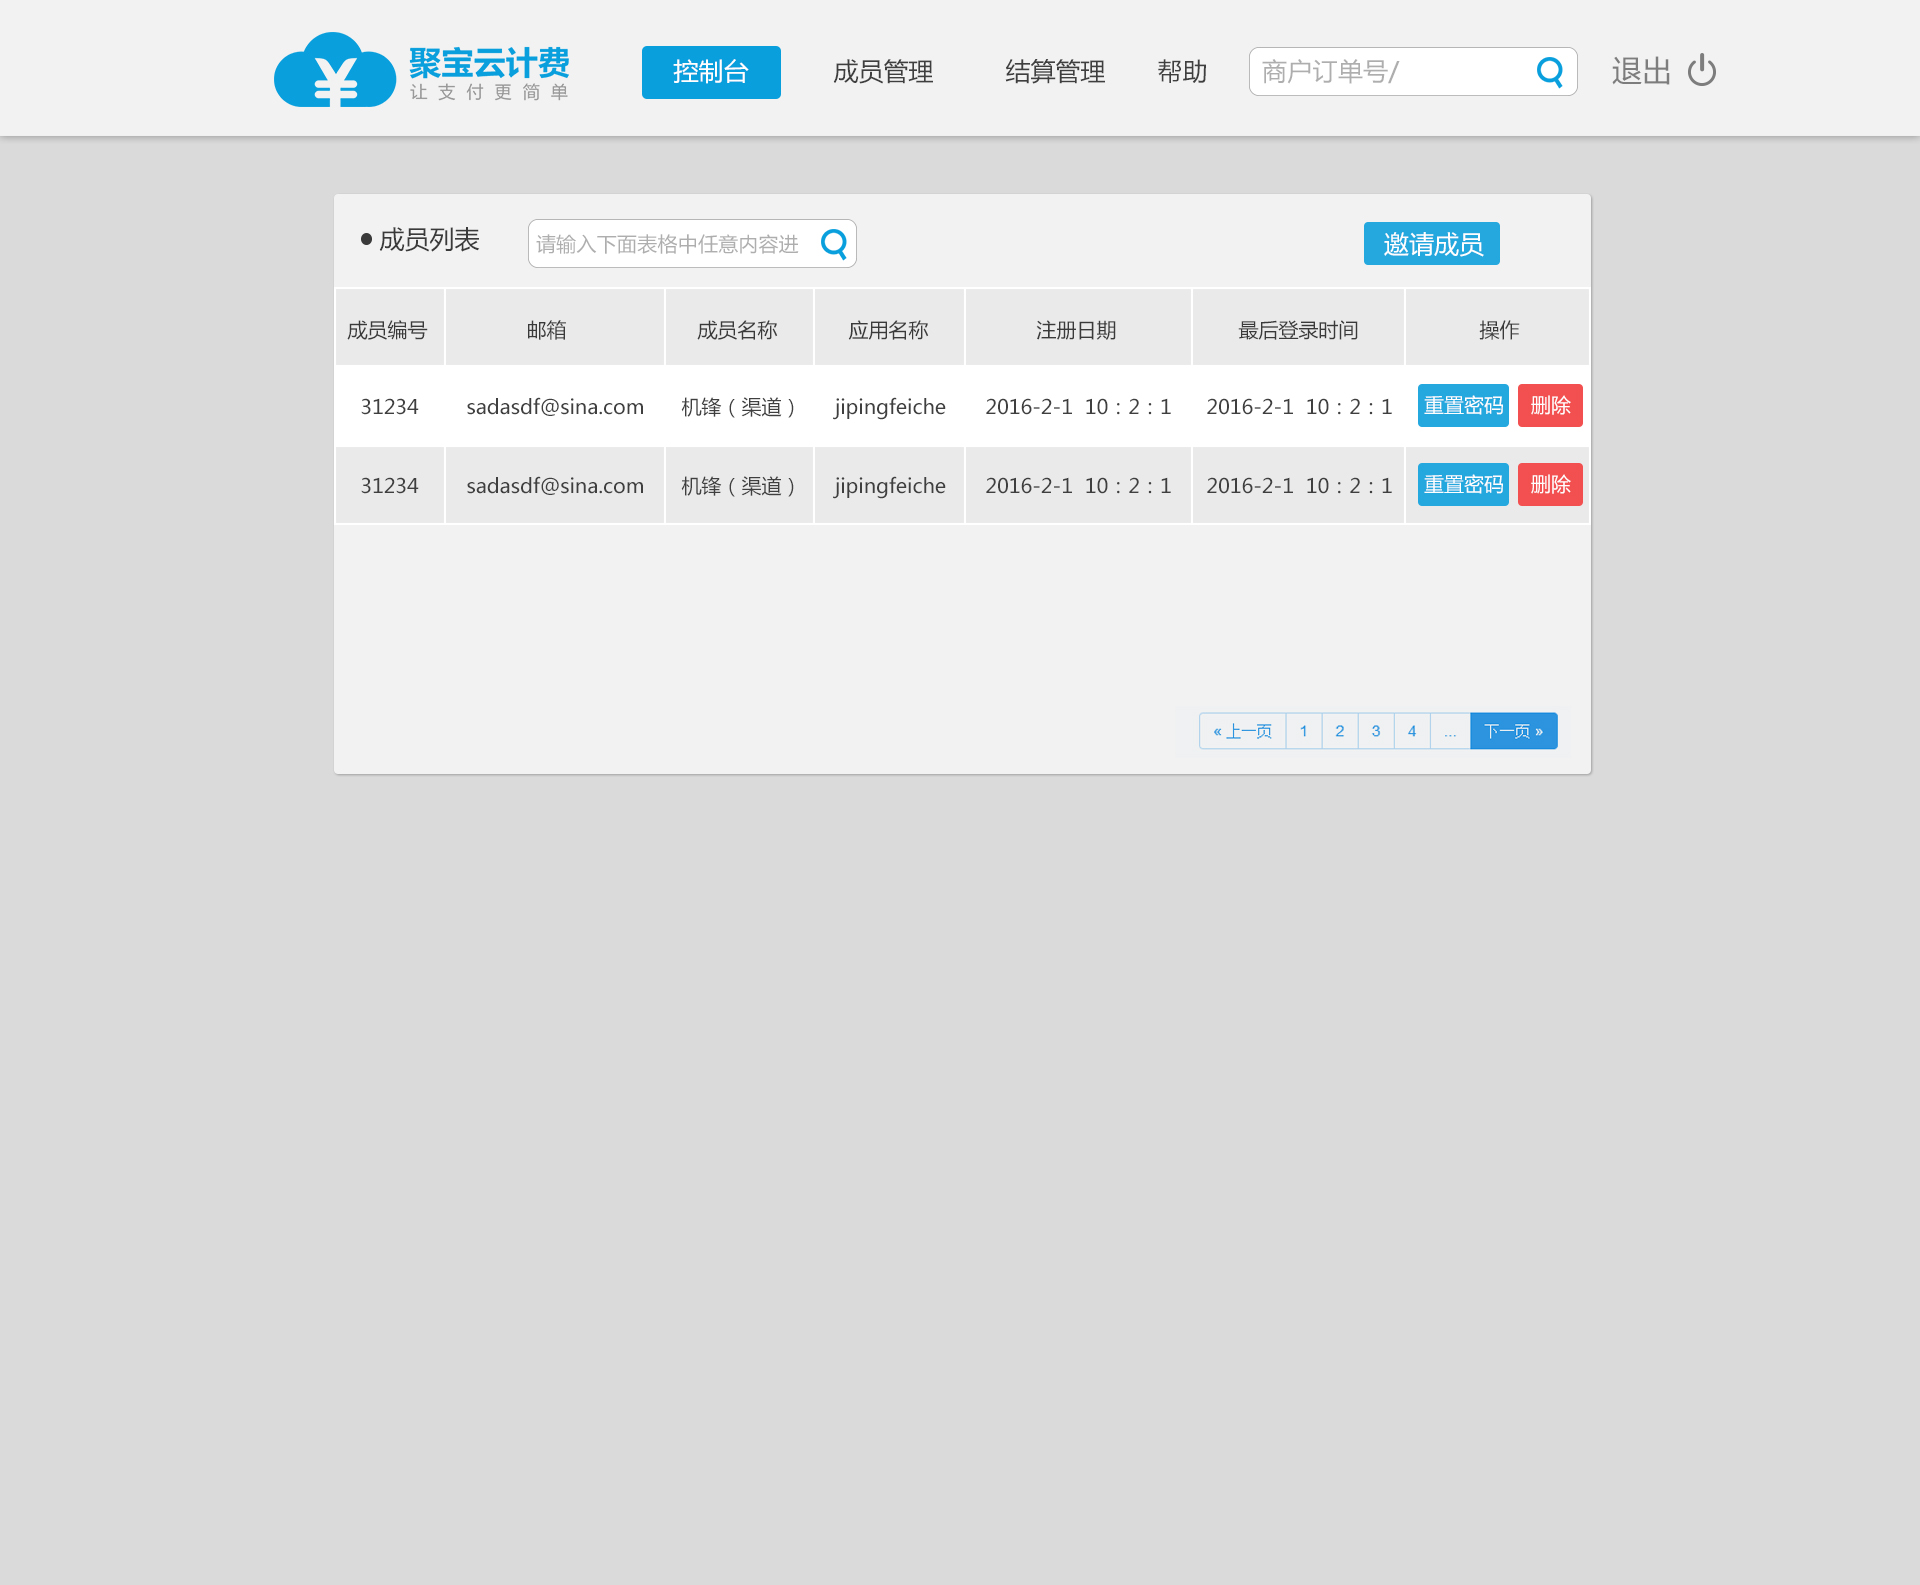 聚宝云计费
让支付更简单
控制台 成员管理 结算管理 帮助 商户订单号/ 退出
成员列表 请输入下面表格中任意内容进 邀请成员
成员编号 邮箱 成员名称 应用名称 注册日期 最后登录时间 操作
31234 sadasdf@sina.com 机锋（渠道） jipingfeiche 2016-2-1 10：2：1 2016-2-1 10：2：1 重置密码 删除
31234 sadasdf@sina.com 机锋（渠道） jipingfeiche 2016-2-1 10：2：1 2016-2-1 10：2：1 重置密码 删除
« 上一页 1 2 3 4 ... 下一页 »